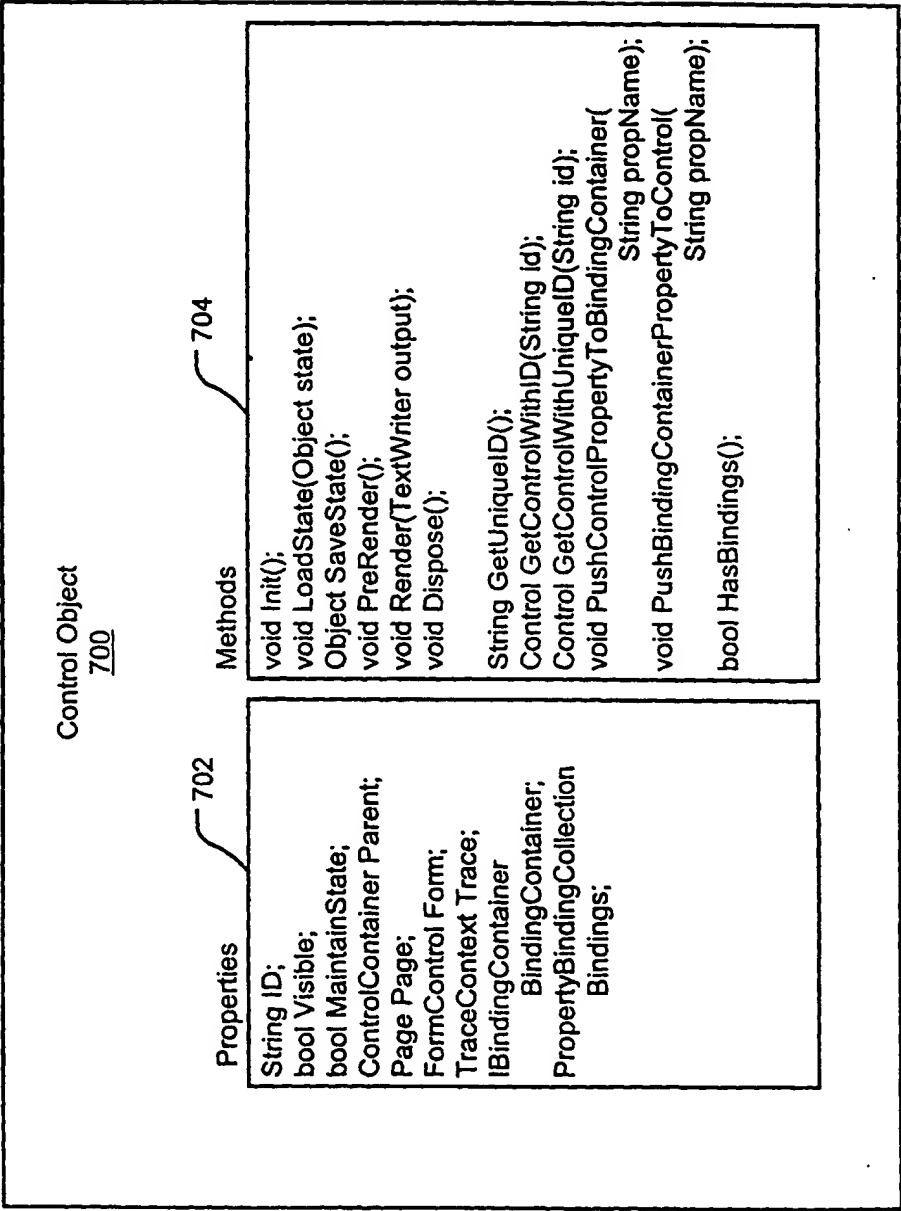 Control Object
700
Properties
702
String ID;
bool Visible;
bool MaintainState;
ControlContainer Parent;
Page Page;
FormControl Form;
TraceContext Trace;
IBindingContainer
BindingContainer;
PropertyBindingCollection
Bindings;
Methods
704
void Init();
void LoadState(Object state);
Object SaveState();
void PreRender();
void Render(TextWriter output);
void Dispose();
String GetUniqueID();
Control GetControlWithID(String id);
Control GetControlWithUniqueID(String id);
void PushControlPropertyToBindingContainer(
String propName);
void PushBindingContainerPropertyToControl(
String propName);
bool HasBindings();